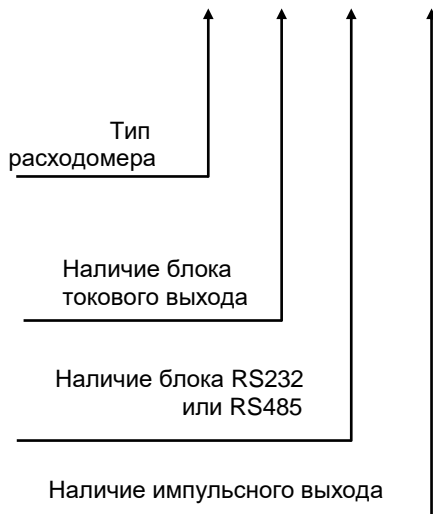 Тип
расходомера
Наличие блока
токового выхода
Наличие блока RS232
или RS485
Наличие импульсного выхода